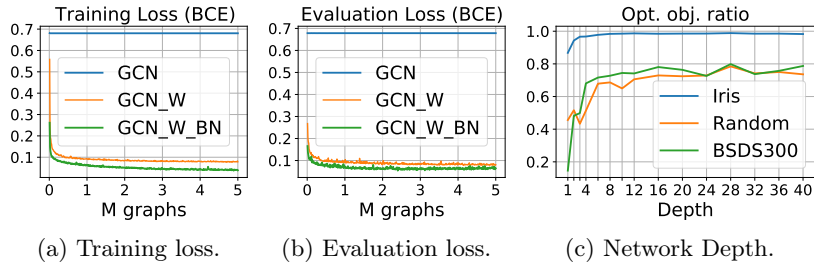 Training Loss (BCE)
0.7
0.6
0.5
0.4
0.3
0.2
0.1
GCN
GCN_W
GCN_W_BN
0 1 2 3 4 5
M graphs
(a) Training loss.
Evaluation Loss (BCE)
0.7
0.6
0.5
0.4
0.3
0.2
0.1
GCN
GCN_W
GCN_W_BN
0 1 2 3 4 5
M graphs
(b) Evaluation loss.
Opt. obj. ratio
1.0
0.8
0.6
0.4
0.2
Iris
Random
BSDS300
1 4 8 12 16 20 24 28 32 36 40
Depth
(c) Network Depth.